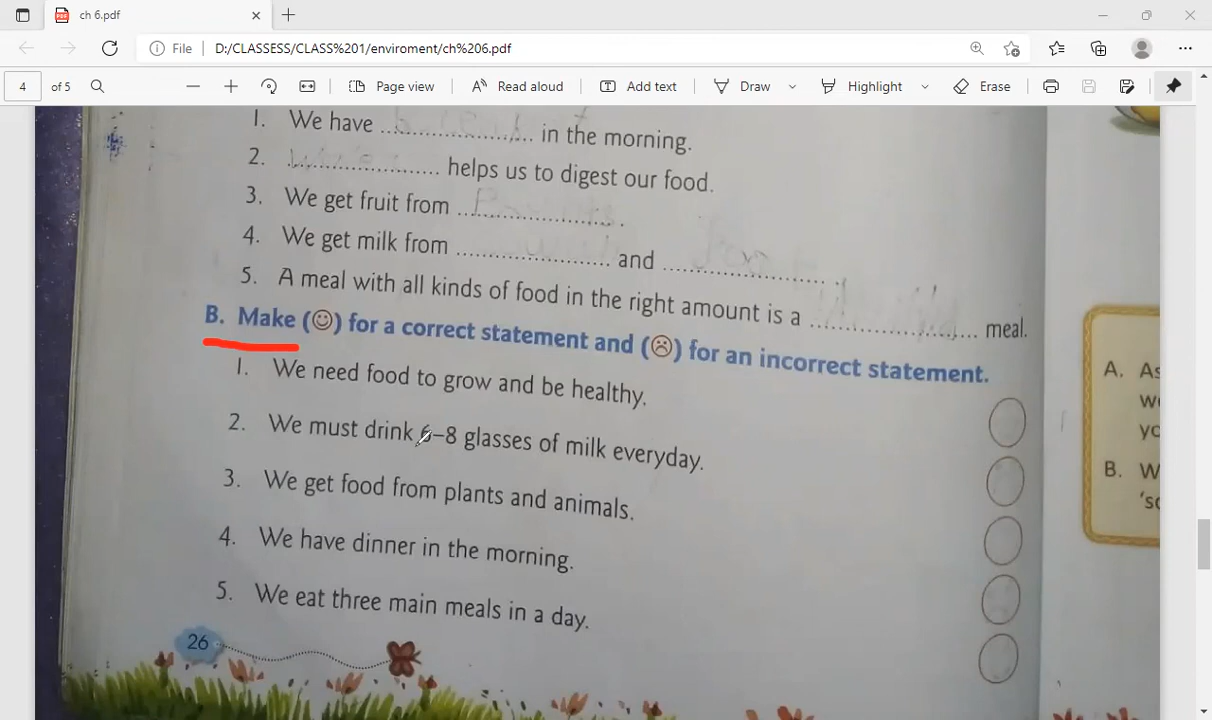 ch 6.pdf
File D:/CLASSESS/CLASS%201/enviroment/ch%206.pdf
4 of 5 Page view Read aloud Add text Draw Highlight Erase
1. We have .......................... in the morning.
2. .......................... helps us to digest our food.
3. We get fruit from .......................... .
4. We get milk from .......................... and .......................... .
5. A meal with all kinds of food in the right amount is a .......................... meal.
B. Make (☺) for a correct statement and (☹) for an incorrect statement.
1. We need food to grow and be healthy.
2. We must drink 6–8 glasses of milk everyday.
3. We get food from plants and animals.
4. We have dinner in the morning.
5. We eat three main meals in a day.
26
A. As
B. W